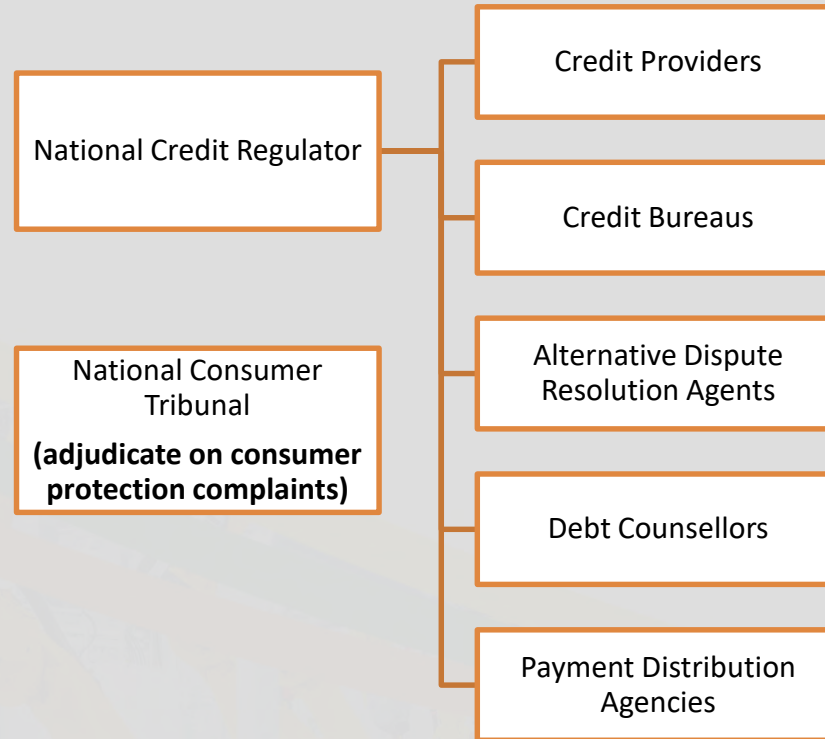 National Credit Regulator
National Consumer
Tribunal
(adjudicate on consumer
protection complaints)
Credit Providers
Credit Bureaus
Alternative Dispute
Resolution Agents
Debt Counsellors
Payment Distribution
Agencies